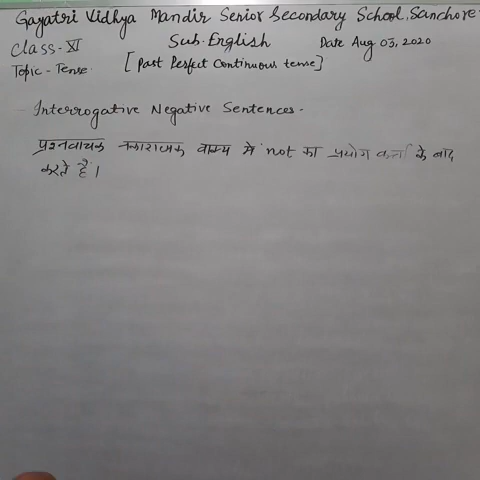 Gayatri Vidhya Mandir Senior Secondary School, Sanchore.
Class - XI Sub. English Date Aug 03, 2020
Topic - Tense. [Past Perfect Continuous tense]
Interrogative Negative Sentences.
प्रश्नवाचक नकारात्मक वाक्य मे not का प्रयोग कर्ता के बाद
करते हैं।